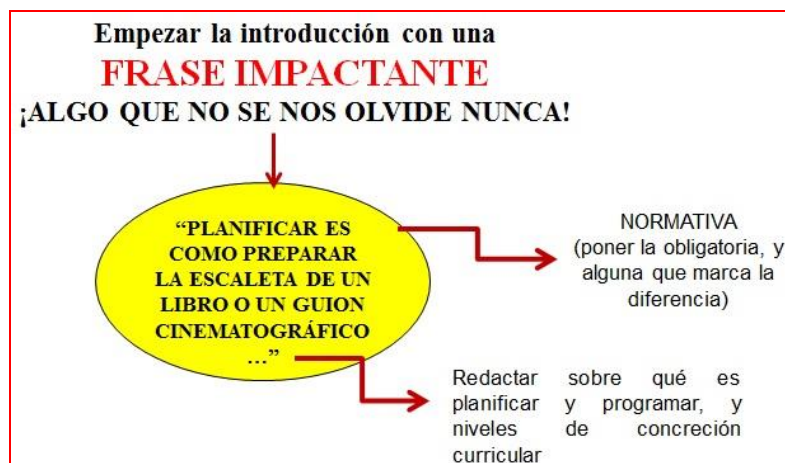 Empezar la introducción con una
FRASE IMPACTANTE
¡ALGO QUE NO SE NOS OLVIDE NUNCA!
“PLANIFICAR ES
COMO PREPARAR
LA ESCALETA DE UN
LIBRO O UN GUION
CINEMATOGRÁFICO
…”
NORMATIVA
(poner la obligatoria, y
alguna que marca la
diferencia)
Redactar sobre qué es
planificar y programar, y
niveles de concreción
curricular